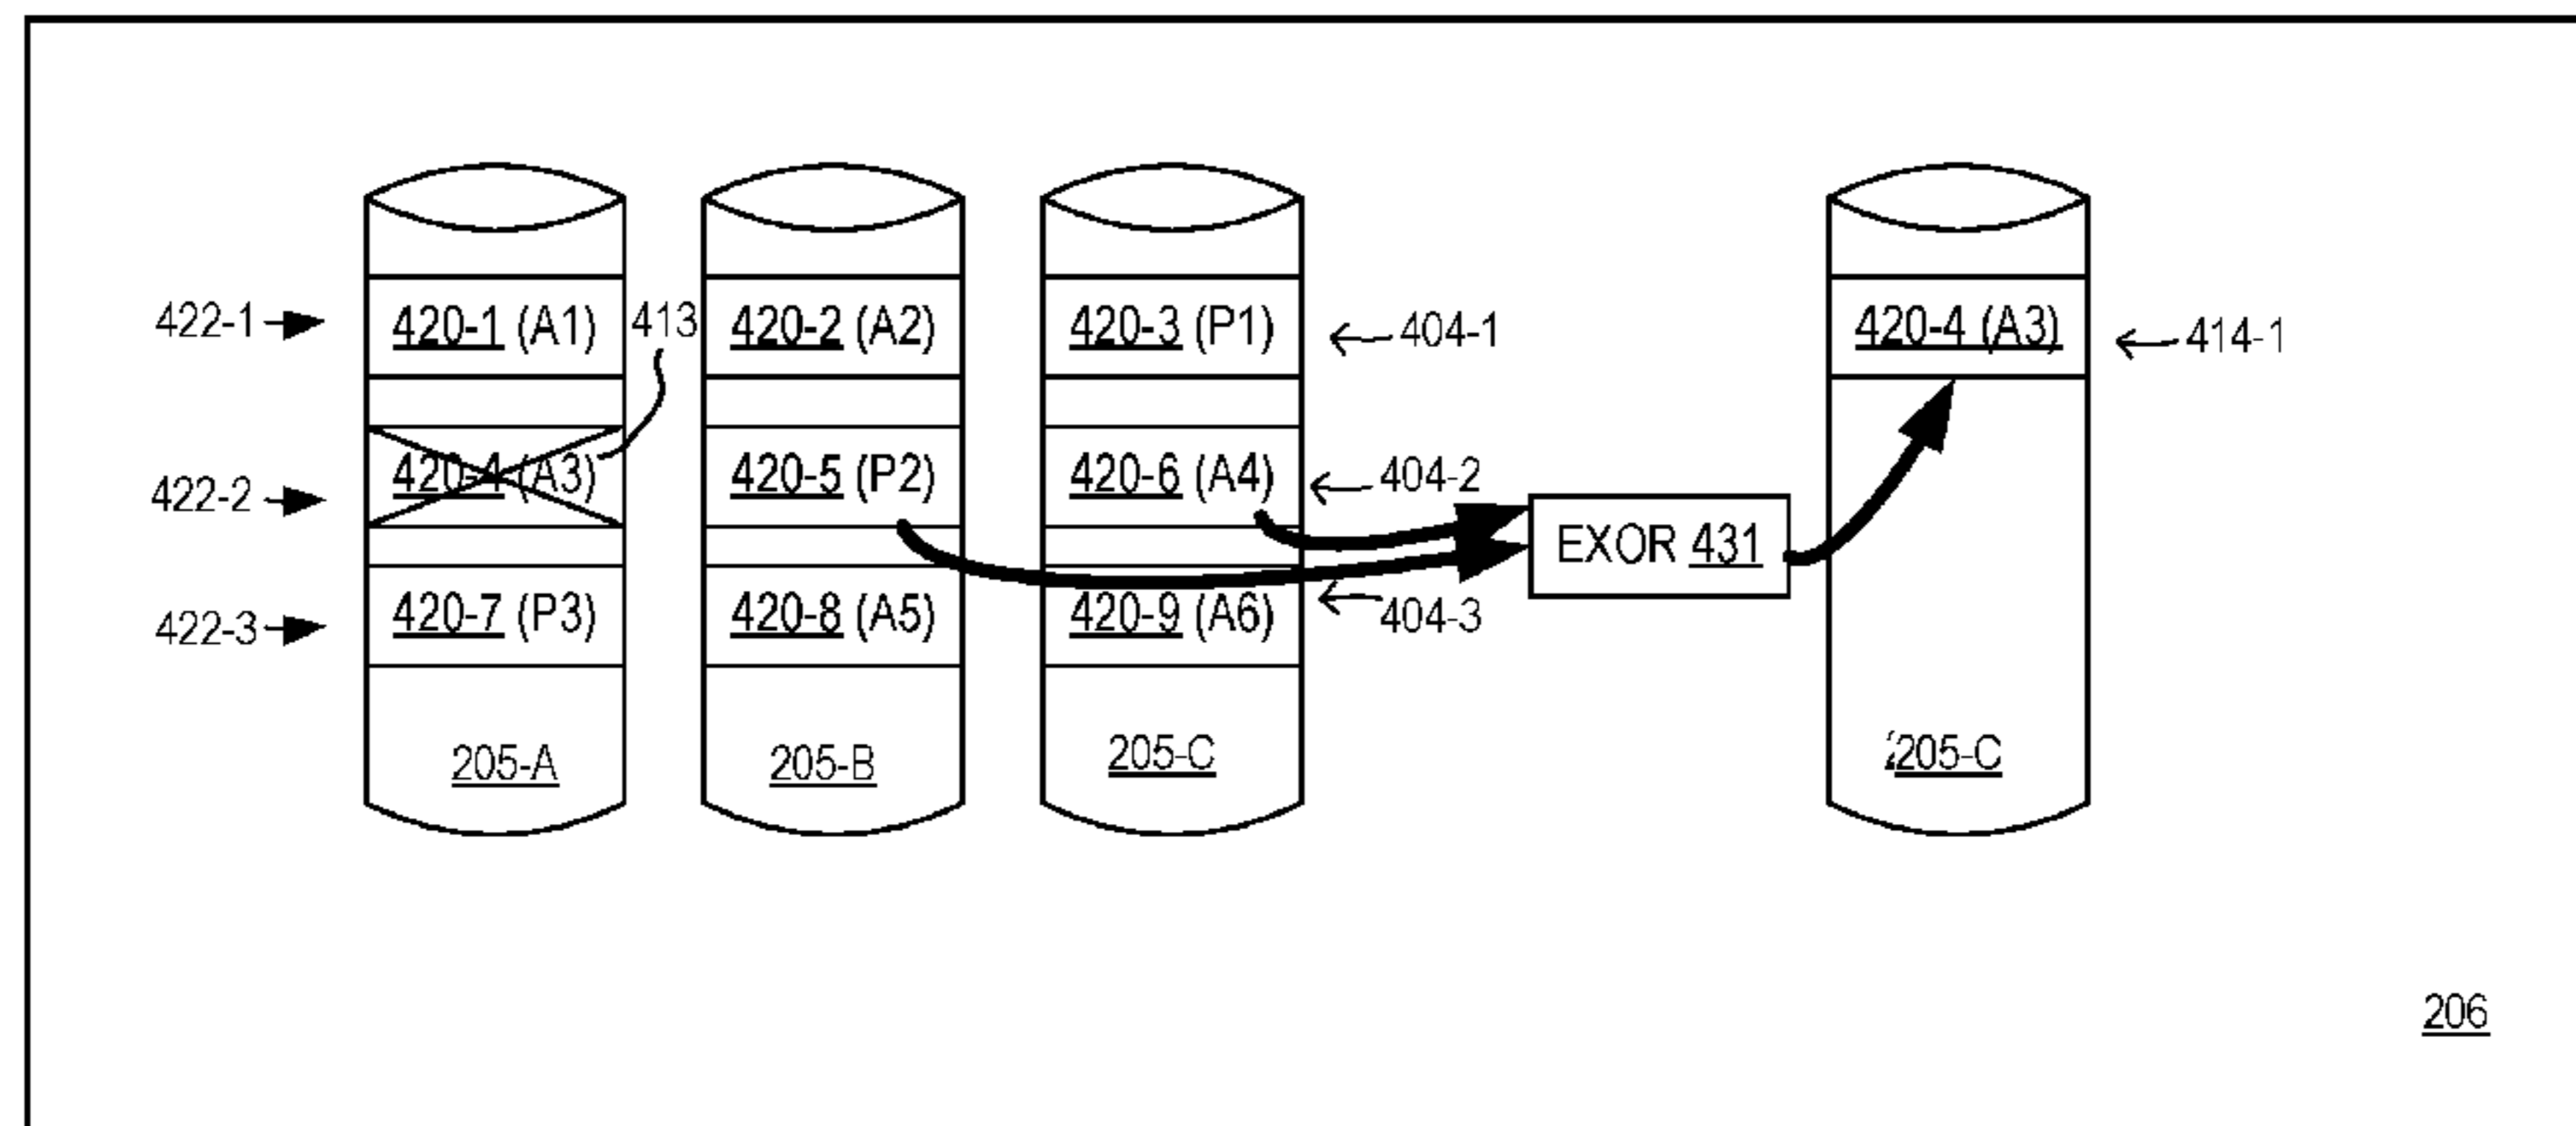 422-1 420-1 (A1) 413 420-2 (A2) 420-3 (P1) 404-1 420-4 (A3) 414-1
422-2 420-4 (A3) 420-5 (P2) 420-6 (A4) 404-2
EXOR 431
422-3 420-7 (P3) 420-8 (A5) 420-9 (A6) 404-3
205-A 205-B 205-C 205-C
206